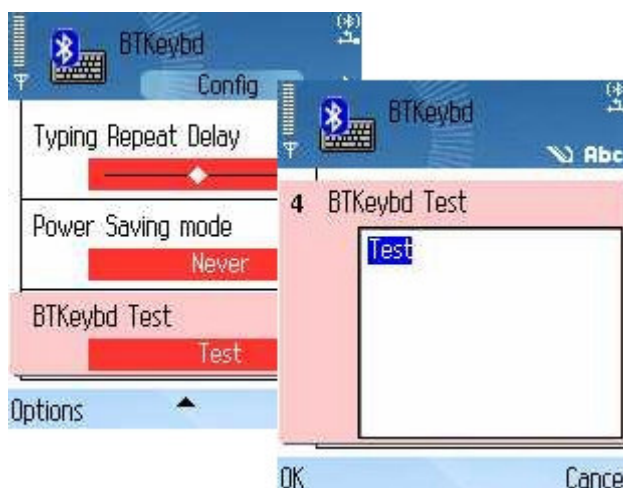 BTKeybd
Config
Typing Repeat Delay
Power Saving mode
Never
BTKeybd Test
Test
Options
BTKeybd
Abc
4 BTKeybd Test
Test
OK
Cance